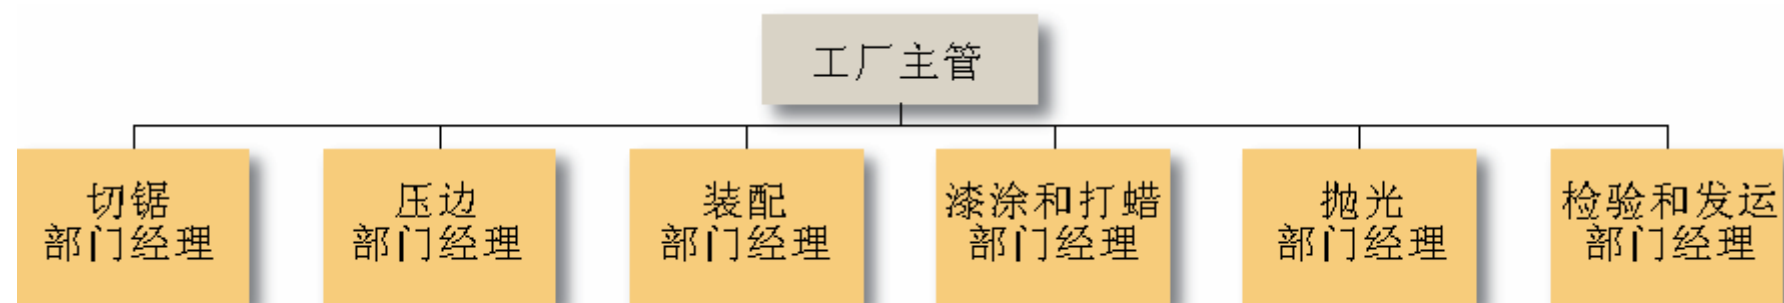 工厂主管
切锯
部门经理
压边
部门经理
装配
部门经理
漆涂和打蜡
部门经理
抛光
部门经理
检验和发运
部门经理